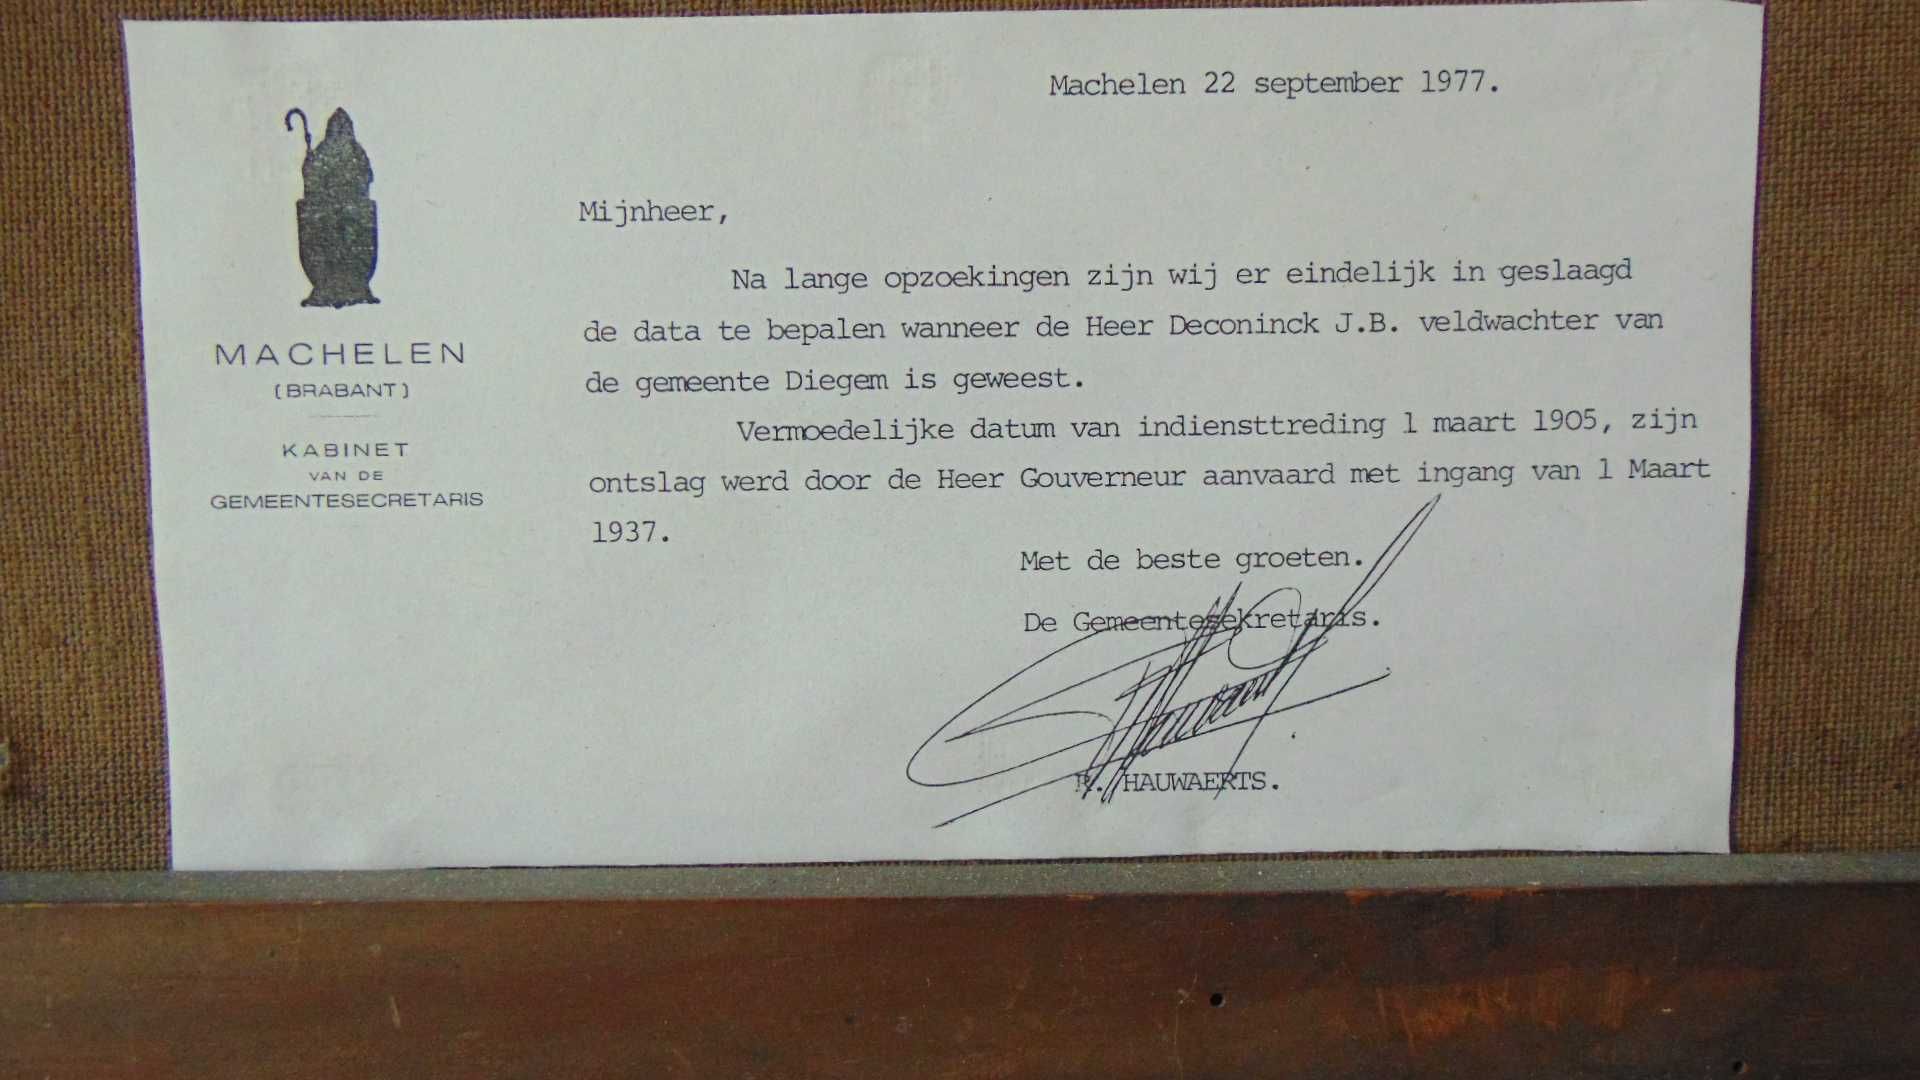 Machelen 22 september 1977.
MACHELEN
(BRABANT)
KABINET
VAN DE
GEMEENTESECRETARIS
Mijnheer,
Na lange opzoekingen zijn wij er eindelijk in geslaagd
de data te bepalen wanneer de Heer Deconinck J.B. veldwachter van
de gemeente Diegem is geweest.
Vermoedelijke datum van indiensttreding 1 maart 1905, zijn
ontslag werd door de Heer Gouverneur aanvaard met ingang van 1 Maart
1937.
Met de beste groeten.
De Gemeentesekretaris.
HAUWAERTS.